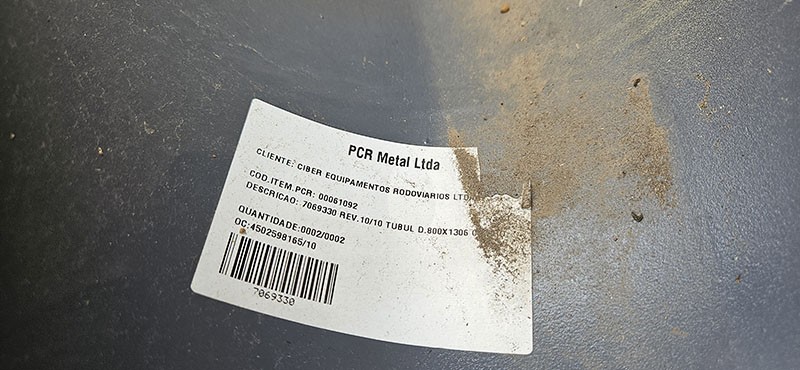 PCR Metal Ltda
CLIENTE: CIBER EQUIPAMENTOS RODOVIARIOS LTD
COD.ITEM.PCR: 00061092
DESCRICAO: 7069330 REV.10/10 TUBUL D.800X1306
QUANTIDADE:0002/0002
OC:4502598165/10
7069330